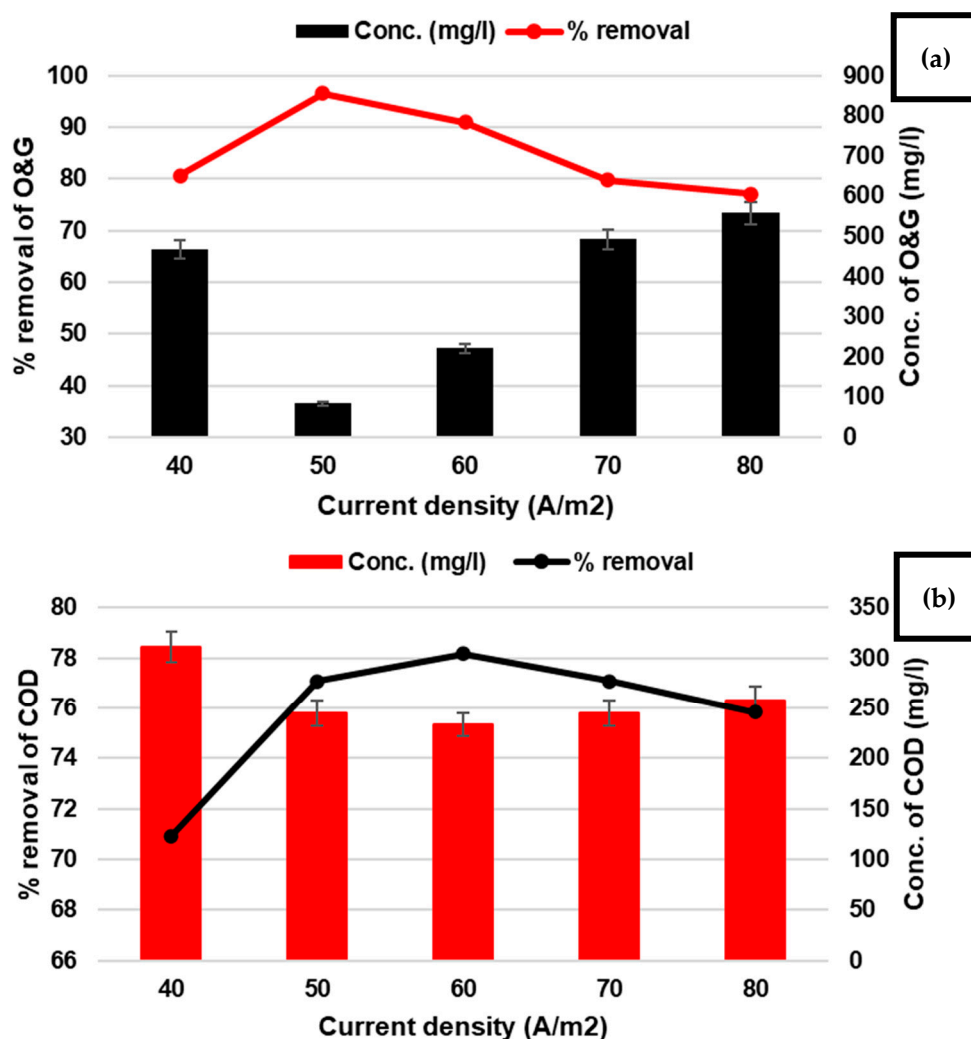 Conc. (mg/l) % removal
(a)
100 900
90 800
80 700
70 600
60 500
50 400
40 300
30 200
100
0
% removal of O&G
Conc. of O&G (mg/l)
40 50 60 70 80
Current density (A/m2)
Conc. (mg/l) % removal
(b)
80 350
78 300
76 250
74 200
72 150
70 100
68 50
66 0
% removal of COD
Conc. of COD (mg/l)
40 50 60 70 80
Current density (A/m2)